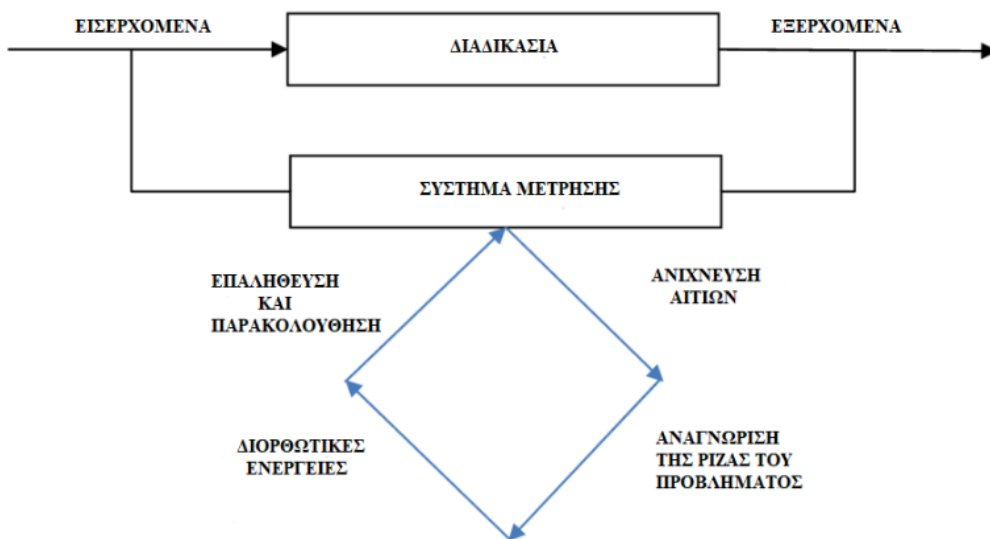 ΕΙΣΕΡΧΟΜΕΝΑ
ΔΙΑΔΙΚΑΣΙΑ
ΕΞΕΡΧΟΜΕΝΑ
ΣΥΣΤΗΜΑ ΜΕΤΡΗΣΗΣ
ΕΠΑΛΗΘΕΥΣΗ
ΚΑΙ
ΠΑΡΑΚΟΛΟΥΘΗΣΗ
ΑΝΙΧΝΕΥΣΗ
ΑΙΤΙΩΝ
ΔΙΟΡΘΩΤΙΚΕΣ
ΕΝΕΡΓΕΙΕΣ
ΑΝΑΓΝΩΡΙΣΗ
ΤΗΣ ΡΙΖΑΣ ΤΟΥ
ΠΡΟΒΛΗΜΑΤΟΣ